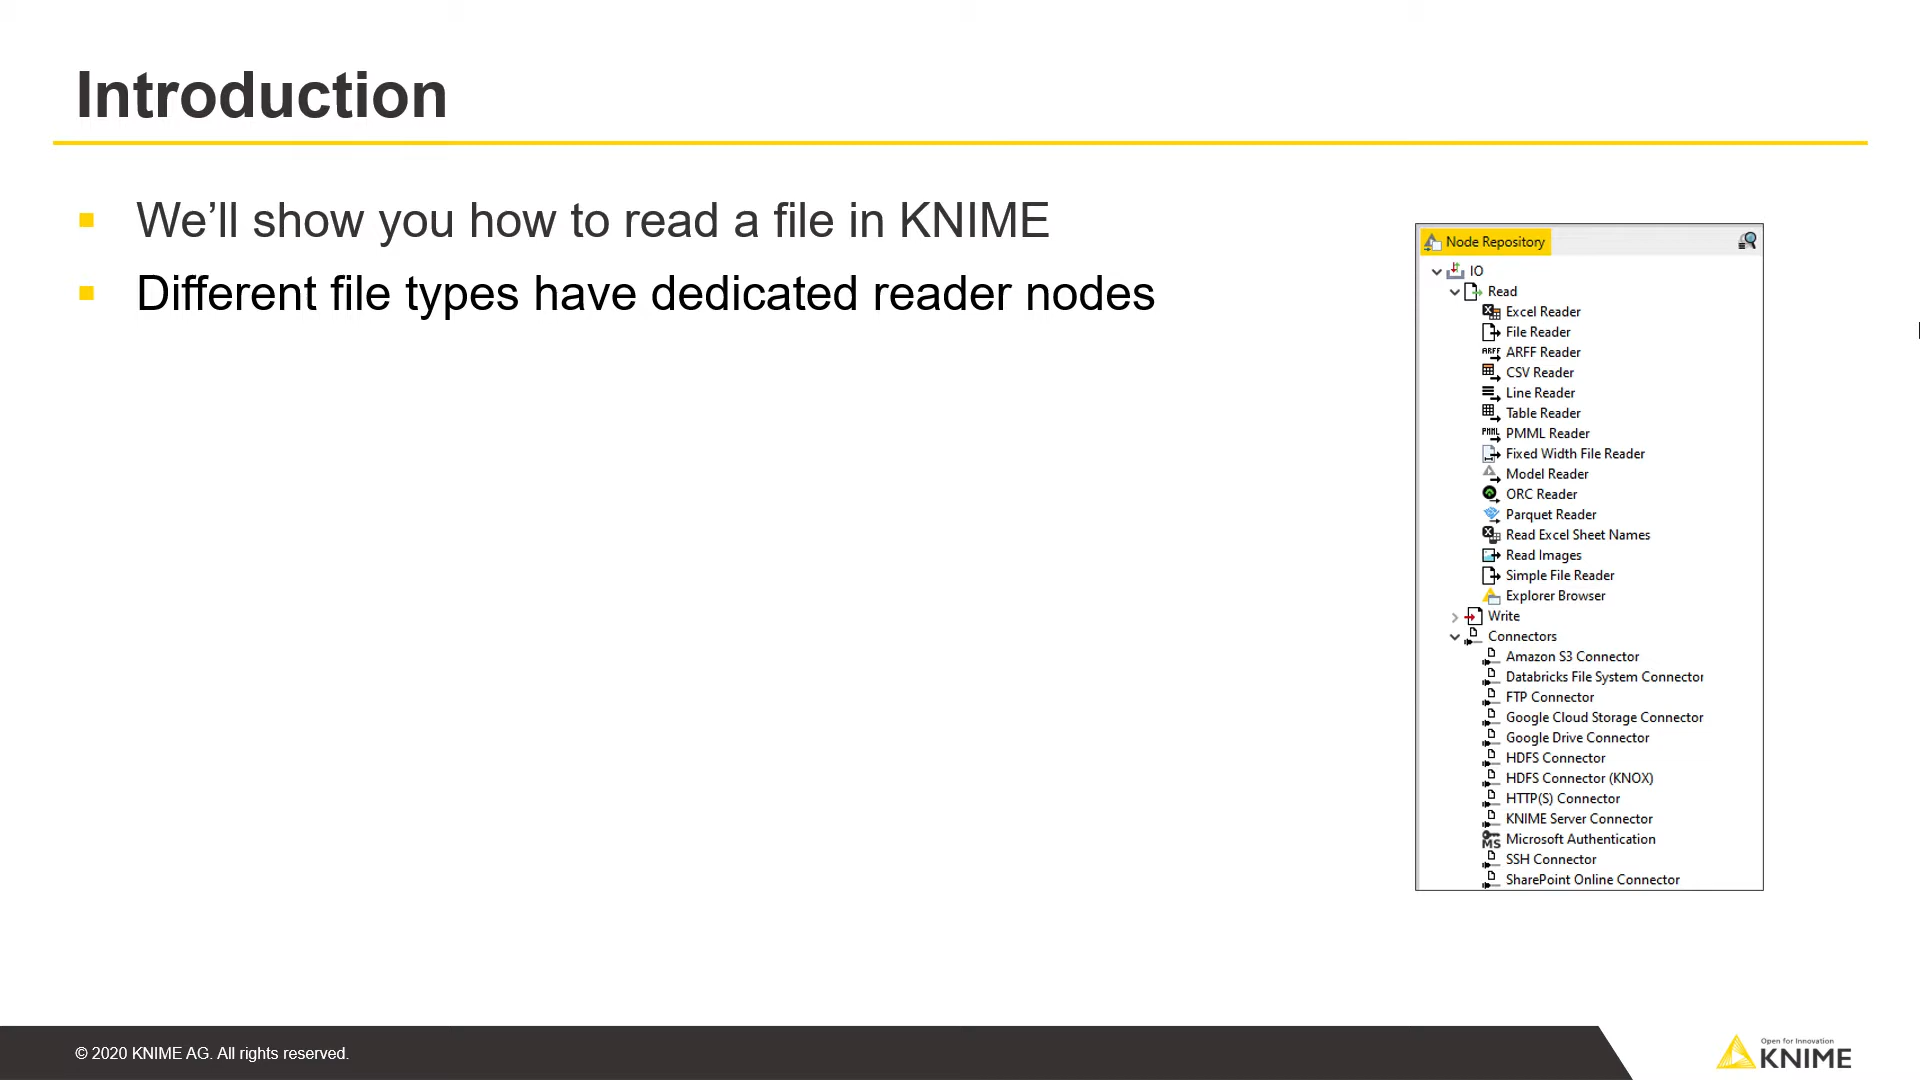 Introduction
We’ll show you how to read a file in KNIME
Different file types have dedicated reader nodes
Node Repository
IO
Read
Excel Reader
File Reader
ARFF ARFF Reader
CSV Reader
Line Reader
Table Reader
PMML PMML Reader
Fixed Width File Reader
Model Reader
ORC Reader
Parquet Reader
Read Excel Sheet Names
Read Images
Simple File Reader
Explorer Browser
Write
Connectors
Amazon S3 Connector
Databricks File System Connector
FTP Connector
Google Cloud Storage Connector
Google Drive Connector
HDFS Connector
HDFS Connector (KNOX)
HTTP(S) Connector
KNIME Server Connector
MS Microsoft Authentication
SSH Connector
SharePoint Online Connector
© 2020 KNIME AG. All rights reserved.
Open for Innovation
KNIME